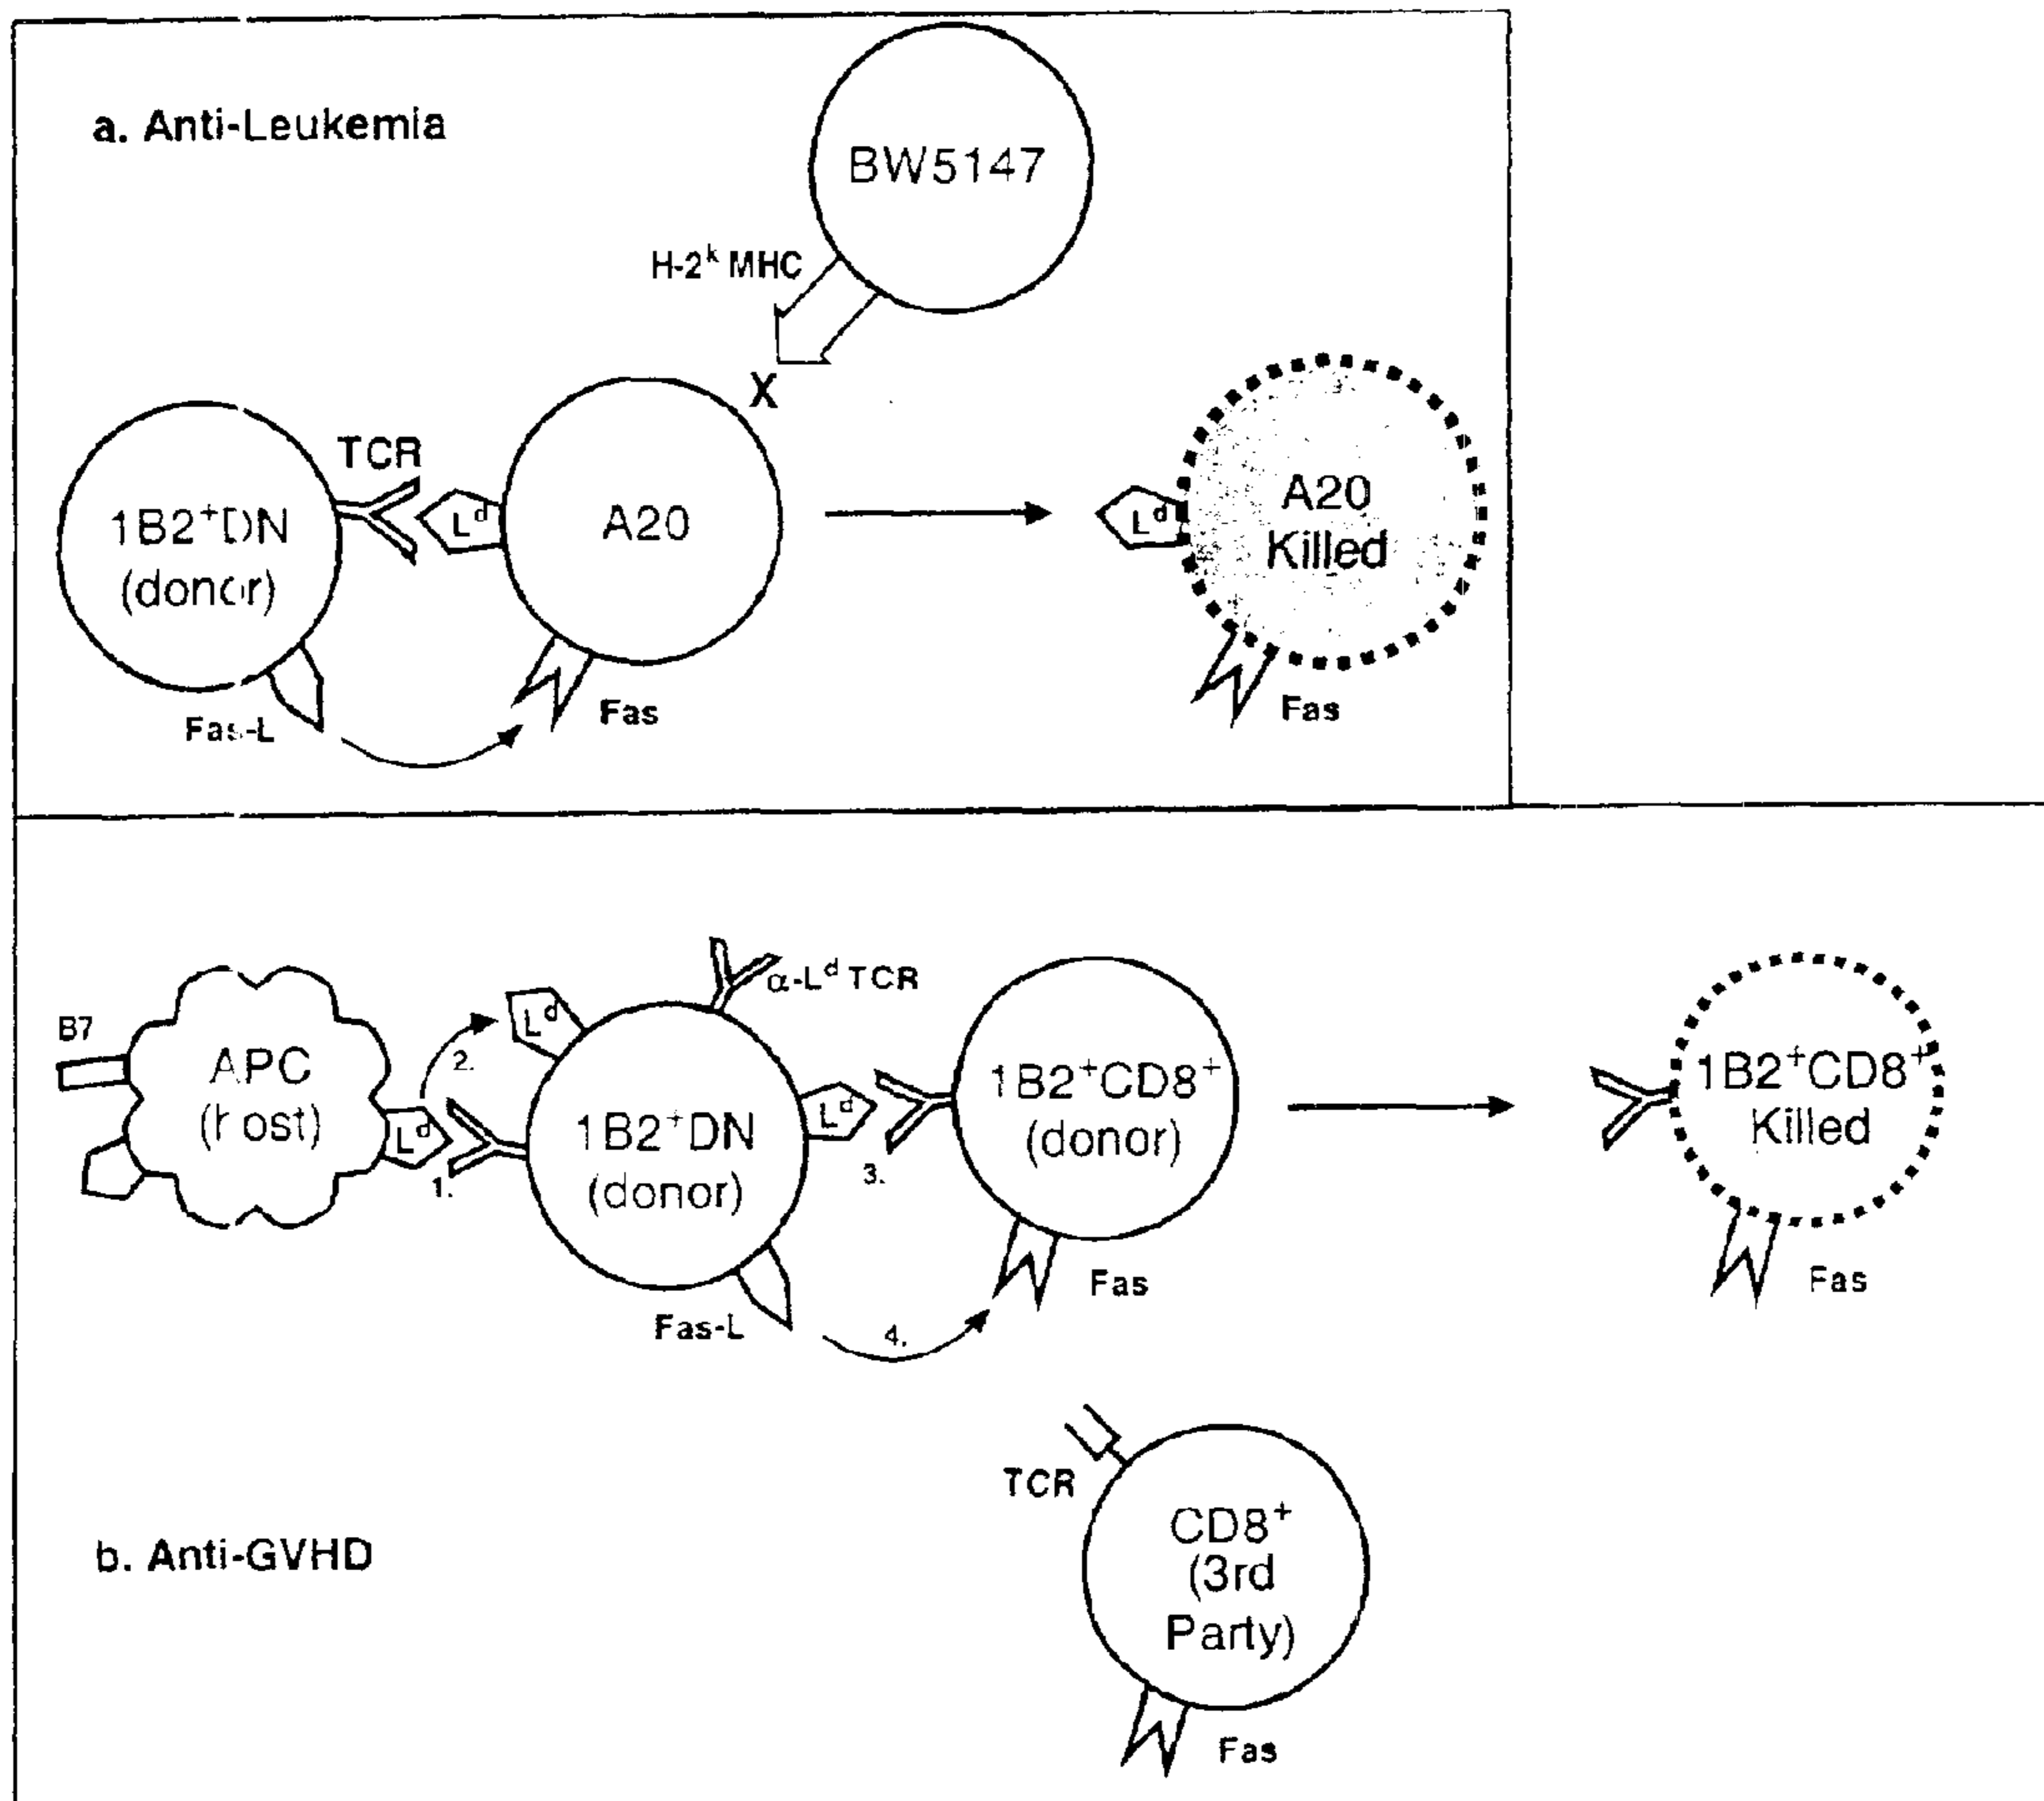 a. Anti-Leukemia
BW5147
H-2ᵏ MHC
X
TCR
1B2⁺DN
(donor)
Lᵈ
A20
Lᵈ
A20
Killed
Fas-L
Fas
Fas
α-Lᵈ TCR
B7
APC
(host)
2.
Lᵈ
Lᵈ
1.
1B2⁺DN
(donor)
Lᵈ
3.
1B2⁺CD8⁺
(donor)
1B2⁺CD8⁺
Killed
Fas-L
4.
Fas
Fas
TCR
CD8⁺
(3rd
Party)
b. Anti-GVHD
Fas